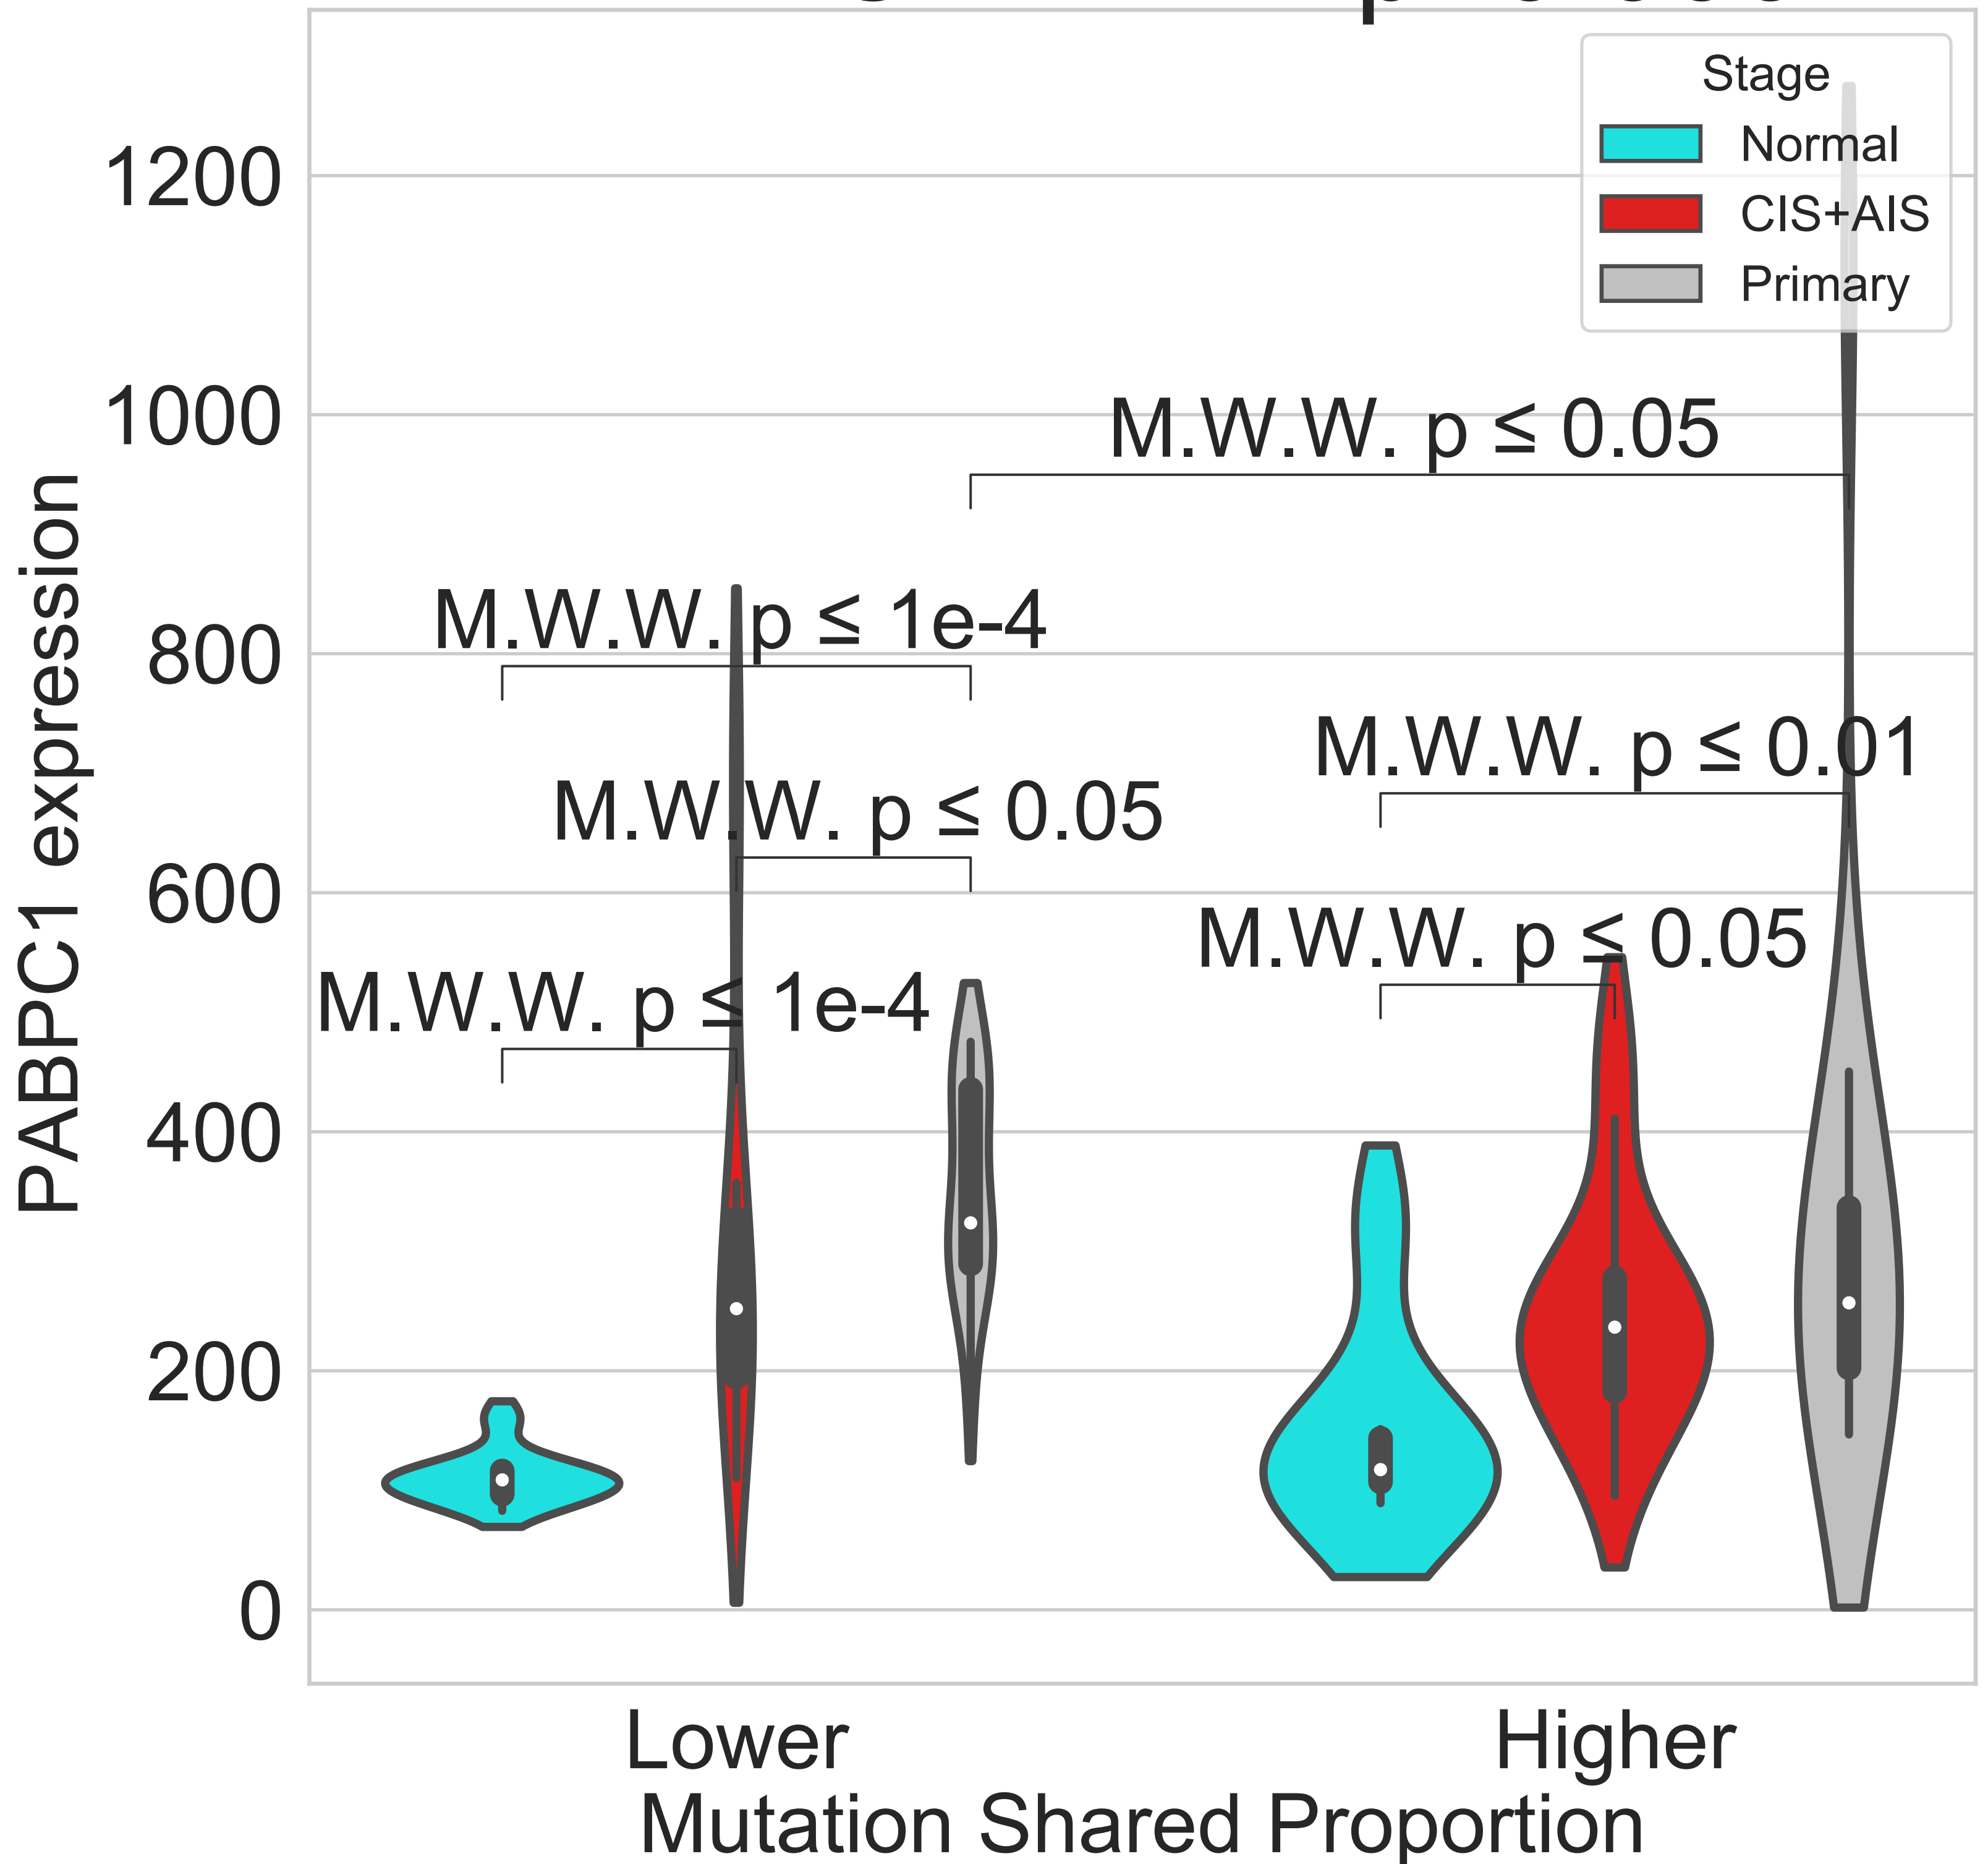 Stage
Normal
CIS+AIS
Primary
1200
1000
800
600
400
200
0
PABPC1 expression
M.W.W. p ≤ 0.05
M.W.W. p ≤ 1e-4
M.W.W. p ≤ 0.01
M.W.W. p ≤ 0.05
M.W.W. p ≤ 0.05
M.W.W. p ≤ 1e-4
Lower
Higher
Mutation Shared Proportion